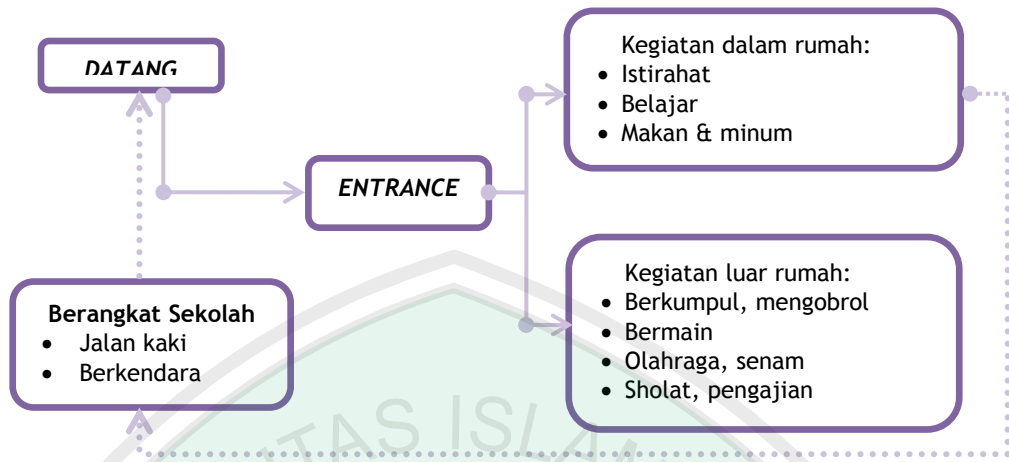 DATANG
ENTRANCE
Kegiatan dalam rumah:
• Istirahat
• Belajar
• Makan & minum
Kegiatan luar rumah:
• Berkumpul, mengobrol
• Bermain
• Olahraga, senam
• Sholat, pengajian
Berangkat Sekolah
• Jalan kaki
• Berkendara